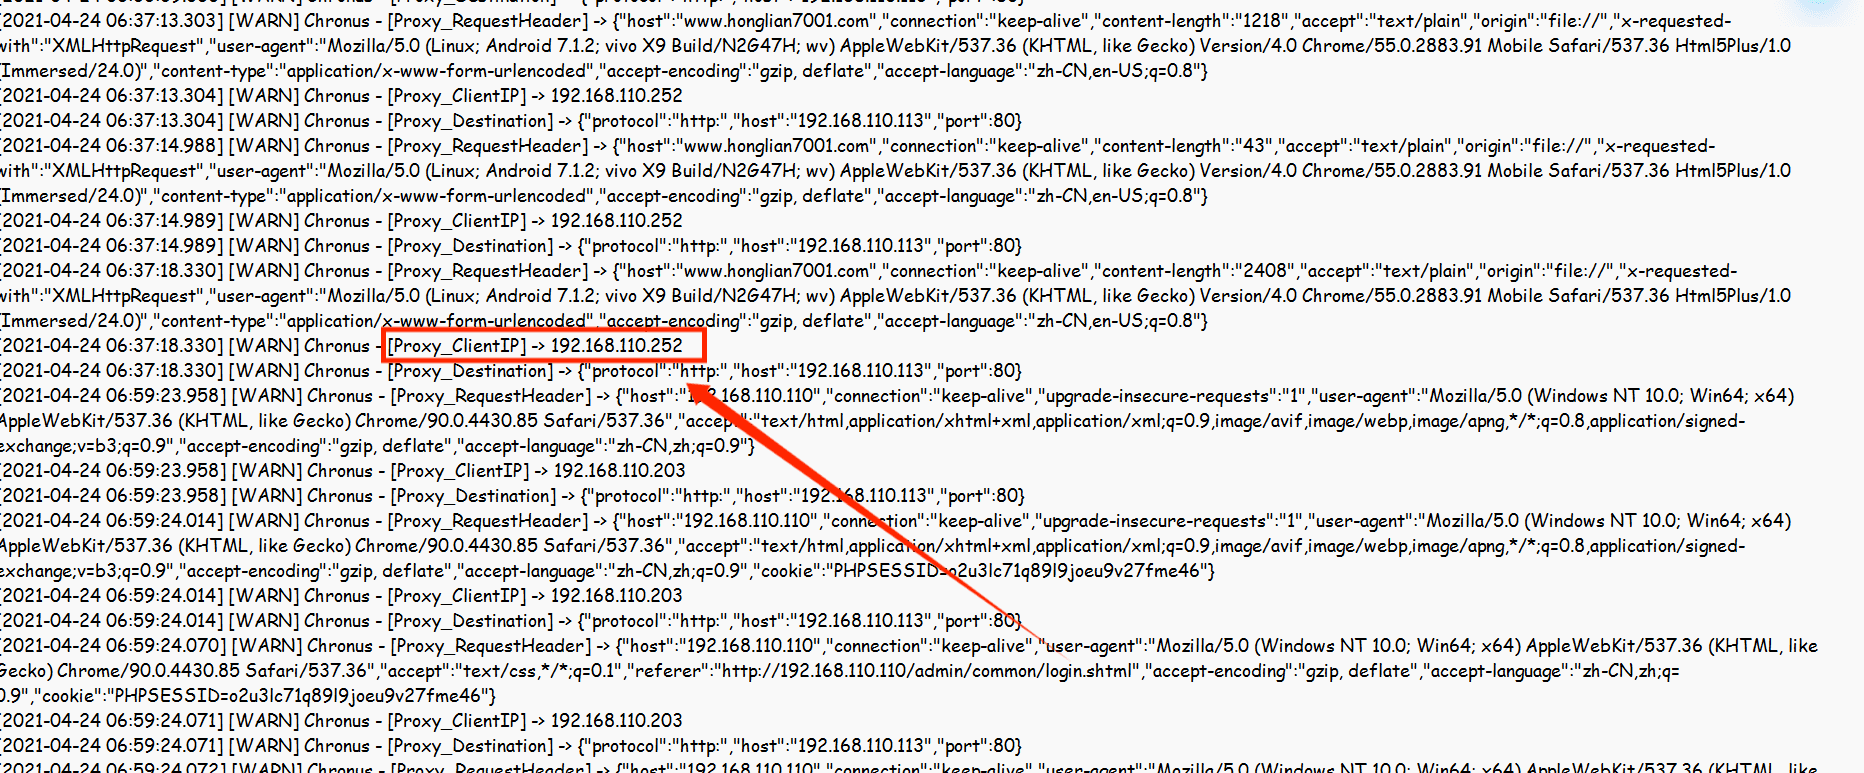 [2021-04-24 06:37:13.303] [WARN] Chronus - [Proxy_RequestHeader] -> {"host":"www.honglian7001.com","connection":"keep-alive","content-length":"1218","accept":"text/plain","origin":"file://","x-requested-
with":"XMLHttpRequest","user-agent":"Mozilla/5.0 (Linux; Android 7.1.2; vivo X9 Build/N2G47H; wv) AppleWebKit/537.36 (KHTML, like Gecko) Version/4.0 Chrome/55.0.2883.91 Mobile Safari/537.36 Html5Plus/1.0
(Immersed/24.0)","content-type":"application/x-www-form-urlencoded","accept-encoding":"gzip, deflate","accept-language":"zh-CN,en-US;q=0.8"}
[2021-04-24 06:37:13.304] [WARN] Chronus - [Proxy_ClientIP] -> 192.168.110.252
[2021-04-24 06:37:13.304] [WARN] Chronus - [Proxy_Destination] -> {"protocol":"http:","host":"192.168.110.113","port":80}
[2021-04-24 06:37:14.988] [WARN] Chronus - [Proxy_RequestHeader] -> {"host":"www.honglian7001.com","connection":"keep-alive","content-length":"43","accept":"text/plain","origin":"file://","x-requested-
with":"XMLHttpRequest","user-agent":"Mozilla/5.0 (Linux; Android 7.1.2; vivo X9 Build/N2G47H; wv) AppleWebKit/537.36 (KHTML, like Gecko) Version/4.0 Chrome/55.0.2883.91 Mobile Safari/537.36 Html5Plus/1.0
(Immersed/24.0)","content-type":"application/x-www-form-urlencoded","accept-encoding":"gzip, deflate","accept-language":"zh-CN,en-US;q=0.8"}
[2021-04-24 06:37:14.989] [WARN] Chronus - [Proxy_ClientIP] -> 192.168.110.252
[2021-04-24 06:37:14.989] [WARN] Chronus - [Proxy_Destination] -> {"protocol":"http:","host":"192.168.110.113","port":80}
[2021-04-24 06:37:18.330] [WARN] Chronus - [Proxy_RequestHeader] -> {"host":"www.honglian7001.com","connection":"keep-alive","content-length":"2408","accept":"text/plain","origin":"file://","x-requested-
with":"XMLHttpRequest","user-agent":"Mozilla/5.0 (Linux; Android 7.1.2; vivo X9 Build/N2G47H; wv) AppleWebKit/537.36 (KHTML, like Gecko) Version/4.0 Chrome/55.0.2883.91 Mobile Safari/537.36 Html5Plus/1.0
(Immersed/24.0)","content-type":"application/x-www-form-urlencoded","accept-encoding":"gzip, deflate","accept-language":"zh-CN,en-US;q=0.8"}
[2021-04-24 06:37:18.330] [WARN] Chronus - [Proxy_ClientIP] -> 192.168.110.252
[2021-04-24 06:37:18.330] [WARN] Chronus - [Proxy_Destination] -> {"protocol":"http:","host":"192.168.110.113","port":80}
[2021-04-24 06:59:23.958] [WARN] Chronus - [Proxy_RequestHeader] -> {"host":"192.168.110.110","connection":"keep-alive","upgrade-insecure-requests":"1","user-agent":"Mozilla/5.0 (Windows NT 10.0; Win64; x64)
AppleWebKit/537.36 (KHTML, like Gecko) Chrome/90.0.4430.85 Safari/537.36","accept":"text/html,application/xhtml+xml,application/xml;q=0.9,image/avif,image/webp,image/apng,*/*;q=0.8,application/signed-
exchange;v=b3;q=0.9","accept-encoding":"gzip, deflate","accept-language":"zh-CN,zh;q=0.9"}
[2021-04-24 06:59:23.958] [WARN] Chronus - [Proxy_ClientIP] -> 192.168.110.203
[2021-04-24 06:59:23.958] [WARN] Chronus - [Proxy_Destination] -> {"protocol":"http:","host":"192.168.110.113","port":80}
[2021-04-24 06:59:24.014] [WARN] Chronus - [Proxy_RequestHeader] -> {"host":"192.168.110.110","connection":"keep-alive","upgrade-insecure-requests":"1","user-agent":"Mozilla/5.0 (Windows NT 10.0; Win64; x64)
AppleWebKit/537.36 (KHTML, like Gecko) Chrome/90.0.4430.85 Safari/537.36","accept":"text/html,application/xhtml+xml,application/xml;q=0.9,image/avif,image/webp,image/apng,*/*;q=0.8,application/signed-
exchange;v=b3;q=0.9","accept-encoding":"gzip, deflate","accept-language":"zh-CN,zh;q=0.9","cookie":"PHPSESSID=o2u3lc71q89l9joeu9v27fme46"}
[2021-04-24 06:59:24.014] [WARN] Chronus - [Proxy_ClientIP] -> 192.168.110.203
[2021-04-24 06:59:24.014] [WARN] Chronus - [Proxy_Destination] -> {"protocol":"http:","host":"192.168.110.113","port":80}
[2021-04-24 06:59:24.070] [WARN] Chronus - [Proxy_RequestHeader] -> {"host":"192.168.110.110","connection":"keep-alive","user-agent":"Mozilla/5.0 (Windows NT 10.0; Win64; x64) AppleWebKit/537.36 (KHTML, like
Gecko) Chrome/90.0.4430.85 Safari/537.36","accept":"text/css,*/*;q=0.1","referer":"http://192.168.110.110/admin/common/login.shtml","accept-encoding":"gzip, deflate","accept-language":"zh-CN,zh;q=
0.9","cookie":"PHPSESSID=o2u3lc71q89l9joeu9v27fme46"}
[2021-04-24 06:59:24.071] [WARN] Chronus - [Proxy_ClientIP] -> 192.168.110.203
[2021-04-24 06:59:24.071] [WARN] Chronus - [Proxy_Destination] -> {"protocol":"http:","host":"192.168.110.113","port":80}
[2021-04-24 06:59:24.072] [WARN] Chronus - [Proxy_RequestHeader] -> {"host":"192.168.110.110","connection":"keep-alive","user-agent":"Mozilla/5.0 (Windows NT 10.0; Win64; x64) AppleWebKit/537.36 (KHTML, like